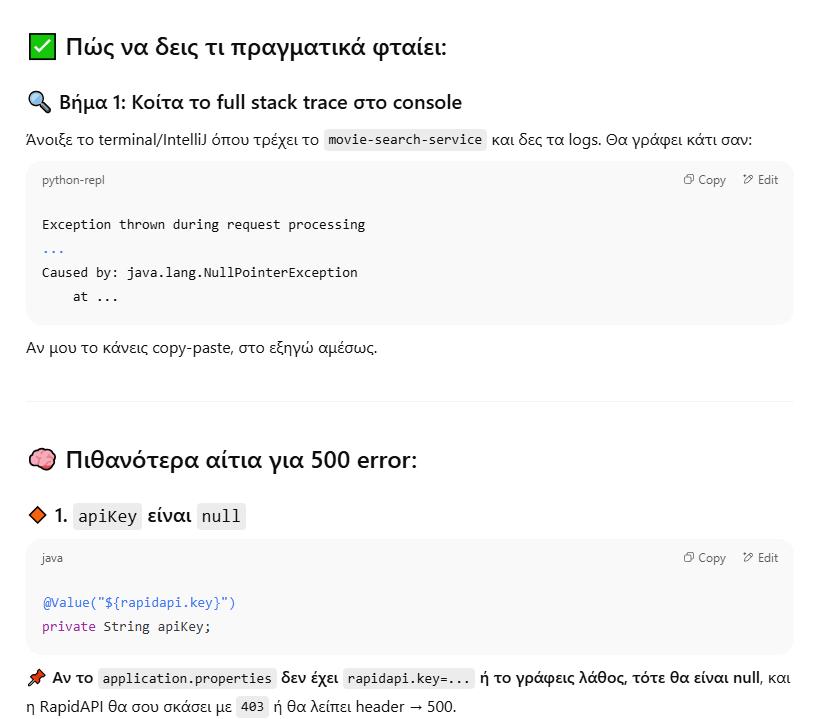 ✅ Πώς να δεις τι πραγματικά φταίει:
🔍 Βήμα 1: Κοίτα το full stack trace στο console
Άνοιξε το terminal/IntelliJ όπου τρέχει το movie-search-service και δες τα logs. Θα γράφει κάτι σαν:
python-repl Copy Edit
Exception thrown during request processing
...
Caused by: java.lang.NullPointerException
at ...
Αν μου το κάνεις copy-paste, στο εξηγώ αμέσως.
🧠 Πιθανότερα αίτια για 500 error:
🔶 1. apiKey είναι null
java Copy Edit
@Value("${rapidapi.key}")
private String apiKey;
📌 Αν το application.properties δεν έχει rapidapi.key=... ή το γράφεις λάθος, τότε θα είναι null, και
η RapidAPI θα σου σκάσει με 403 ή θα λείπει header → 500.